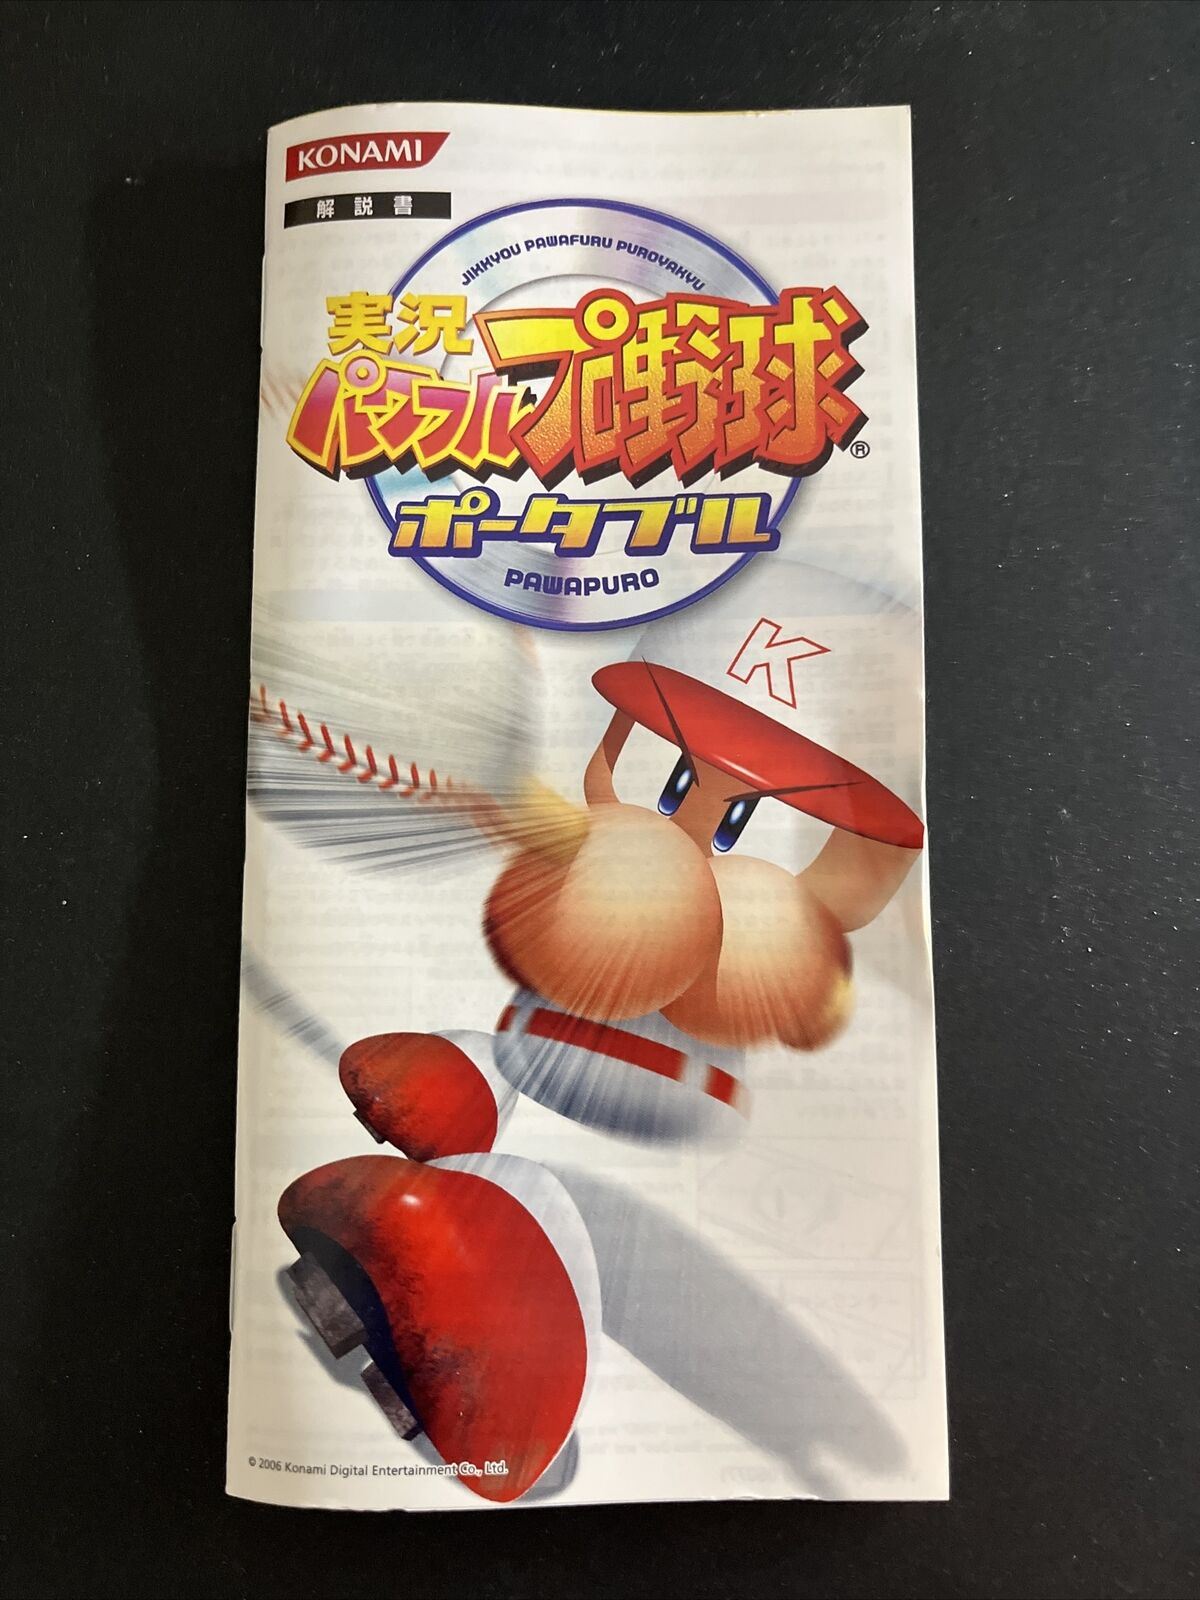 KONAMI
解説書
JIKKYOU PAWAFURU PUROYAKYU
実況
パワフルプロ野球®
ポータブル
PAWAPURO
K
© 2006 Konami Digital Entertainment Co., Ltd.